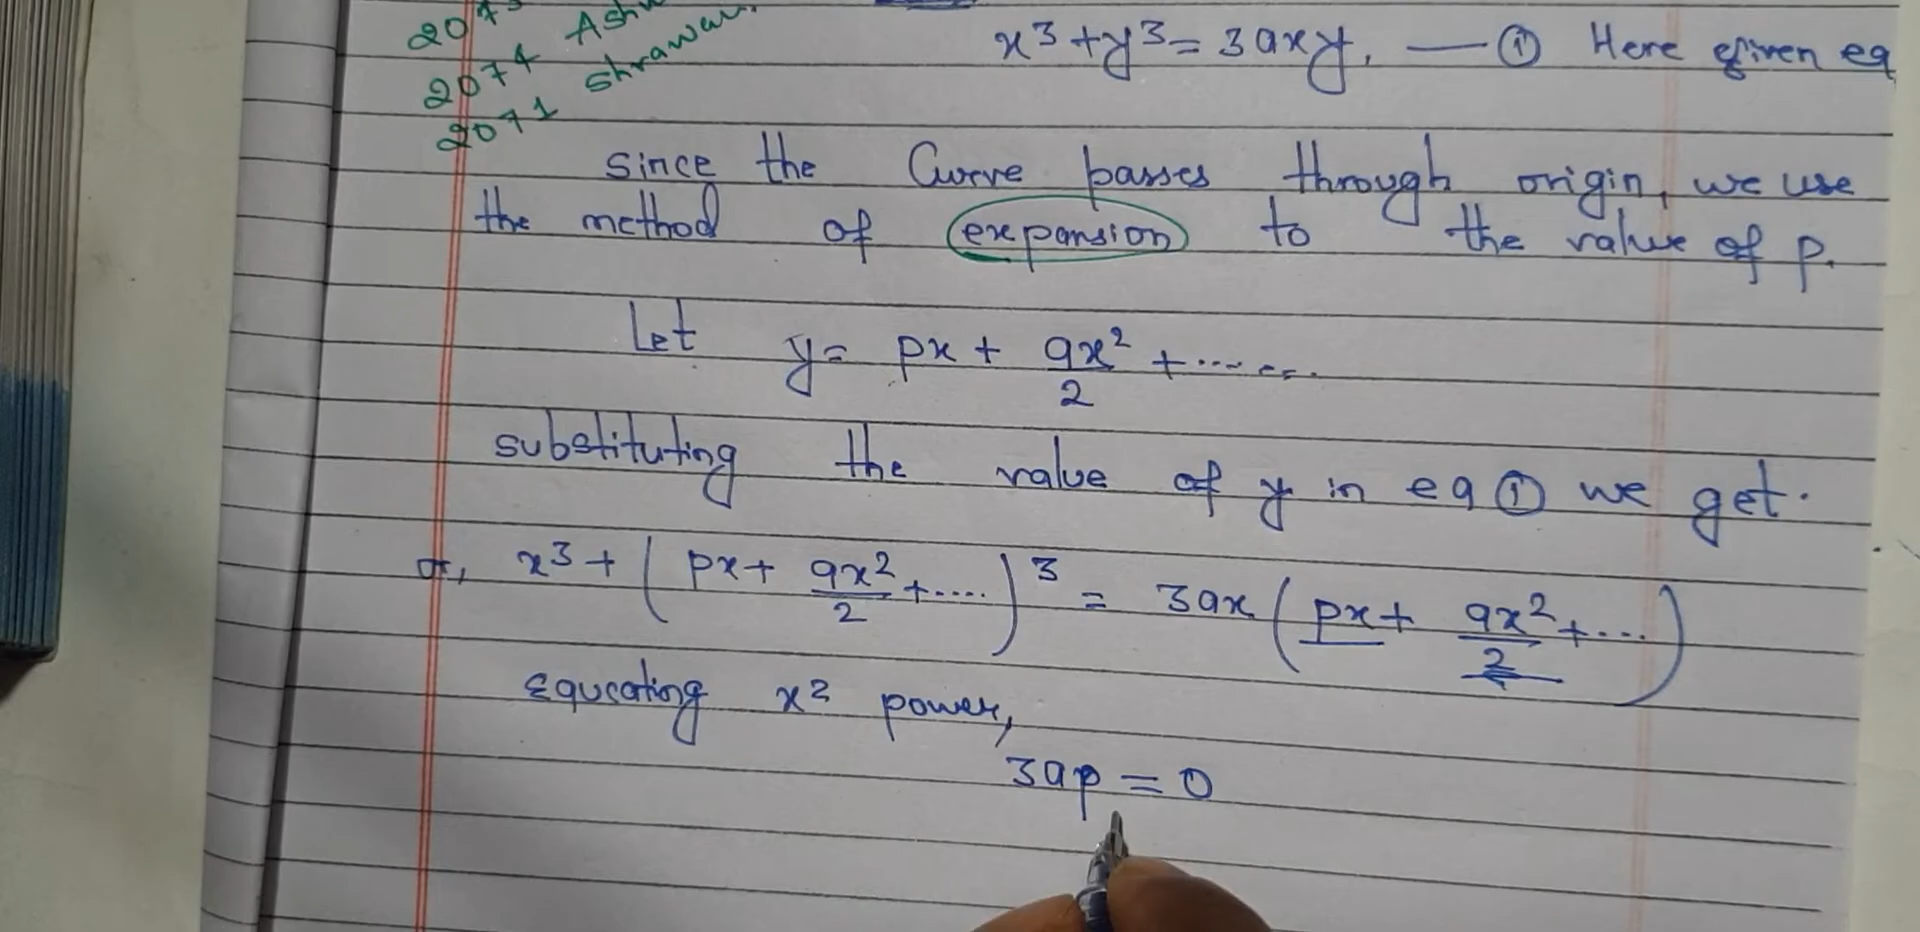 2074 Ashw
2071 Shrawan.
x³ + y³ = 3axy, — ① Here given eq
since the Curve passes through origin, we use
the method of expansion to the value of p.
Let y = px + qx²/2 + ......
substituting the value of y in eq ① we get.
or, x³ + (px + qx²/2 + ....)³ = 3ax (px + qx²/2 + ...)
Equcating x² power,
3ap = 0